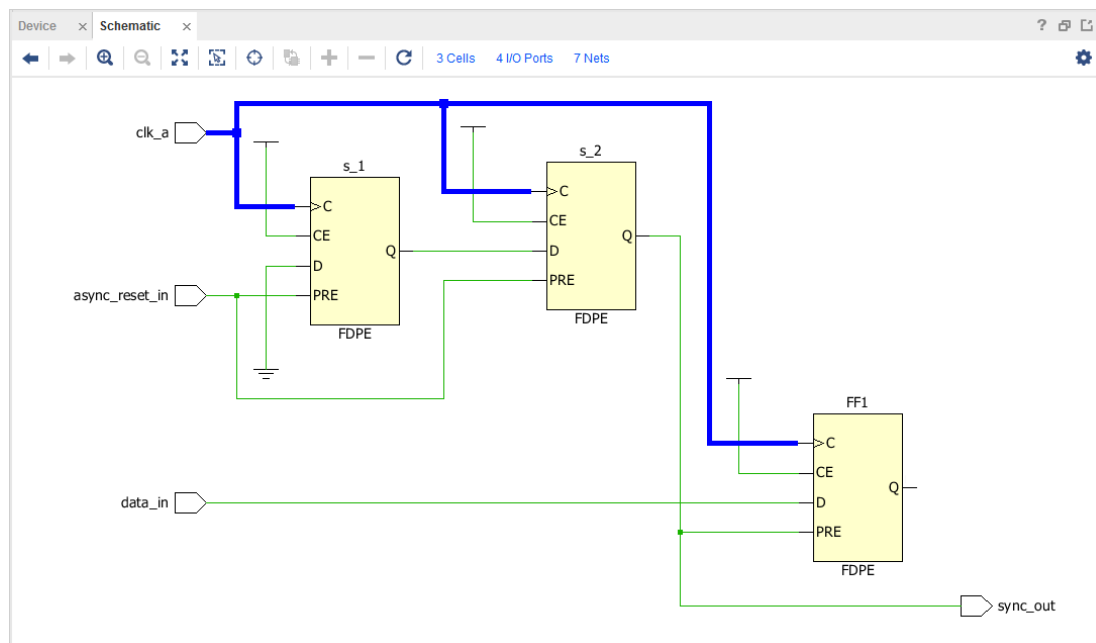 Device × Schematic × ?
3 Cells 4 I/O Ports 7 Nets
clk_a
s_1
C
CE
D
PRE
Q
FDPE
s_2
C
CE
D
PRE
Q
FDPE
async_reset_in
FF1
C
CE
D
PRE
Q
FDPE
data_in
sync_out